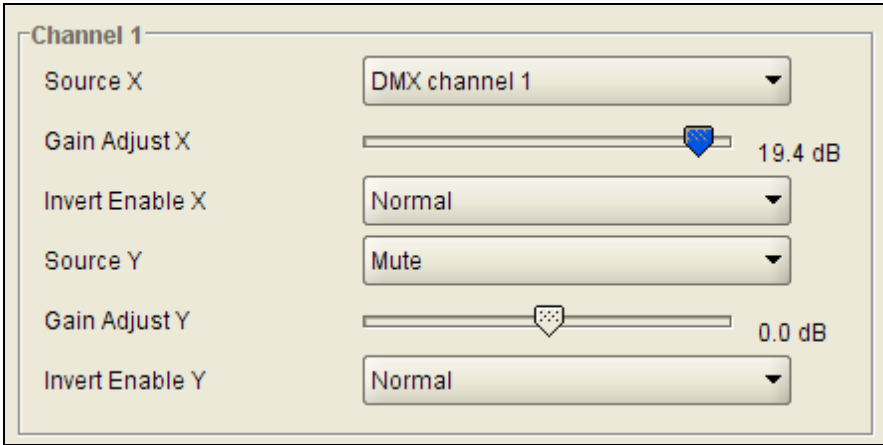 Channel 1
Source X DMX channel 1
Gain Adjust X 19.4 dB
Invert Enable X Normal
Source Y Mute
Gain Adjust Y 0.0 dB
Invert Enable Y Normal